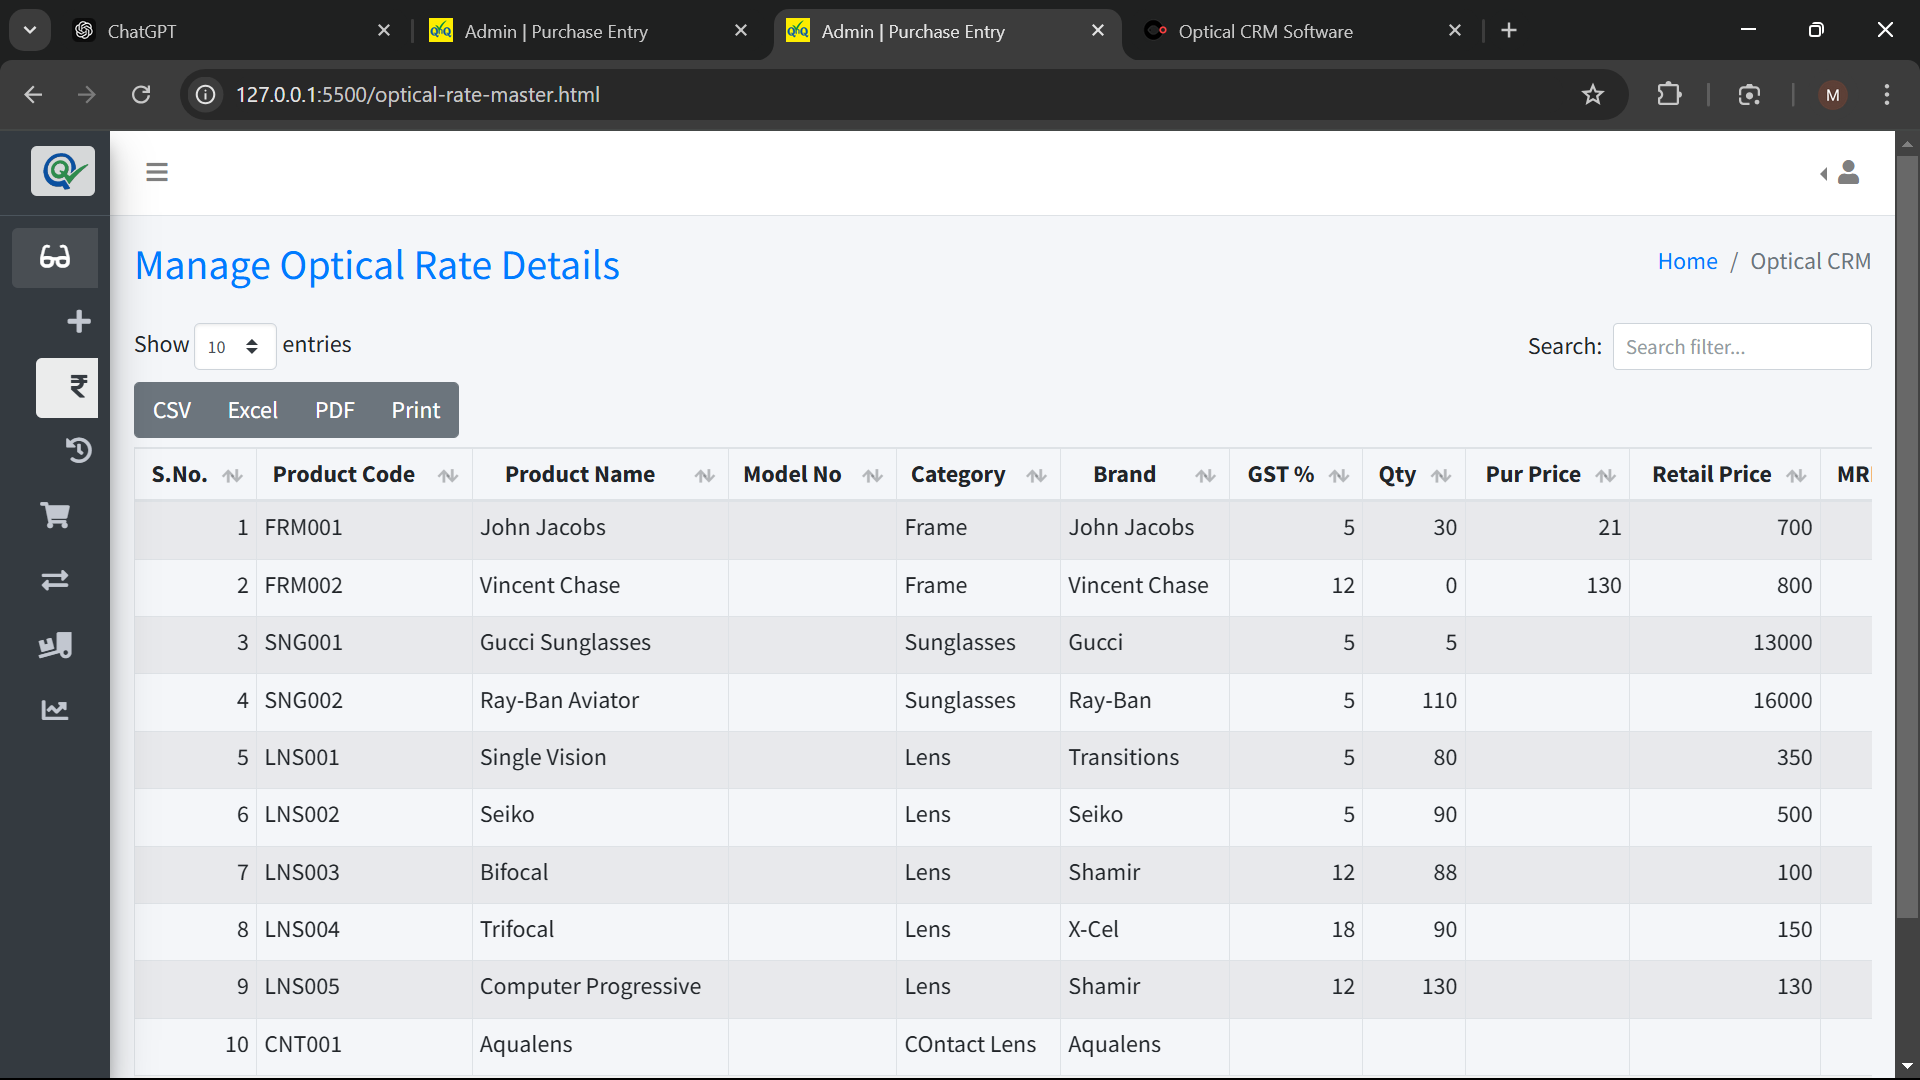 ChatGPT
Admin | Purchase Entry
Admin | Purchase Entry
Optical CRM Software
127.0.0.1:5500/optical-rate-master.html
M
Manage Optical Rate Details
Home / Optical CRM
Show 10 entries
Search: Search filter...
CSV Excel PDF Print
S.No. Product Code Product Name Model No Category Brand GST % Qty Pur Price Retail Price
1 FRM001 John Jacobs Frame John Jacobs 5 30 21 700
2 FRM002 Vincent Chase Frame Vincent Chase 12 0 130 800
3 SNG001 Gucci Sunglasses Sunglasses Gucci 5 5 13000
4 SNG002 Ray-Ban Aviator Sunglasses Ray-Ban 5 110 16000
5 LNS001 Single Vision Lens Transitions 5 80 350
6 LNS002 Seiko Lens Seiko 5 90 500
7 LNS003 Bifocal Lens Shamir 12 88 100
8 LNS004 Trifocal Lens X-Cel 18 90 150
9 LNS005 Computer Progressive Lens Shamir 12 130 130
10 CNT001 Aqualens COntact Lens Aqualens